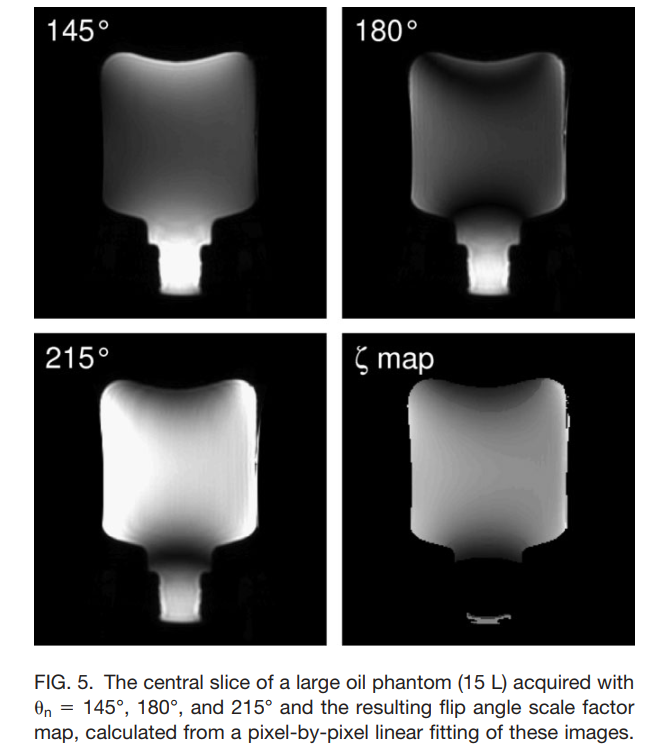 145°
180°
215°
ζ map
FIG. 5. The central slice of a large oil phantom (15 L) acquired with
θn = 145°, 180°, and 215° and the resulting flip angle scale factor
map, calculated from a pixel-by-pixel linear fitting of these images.